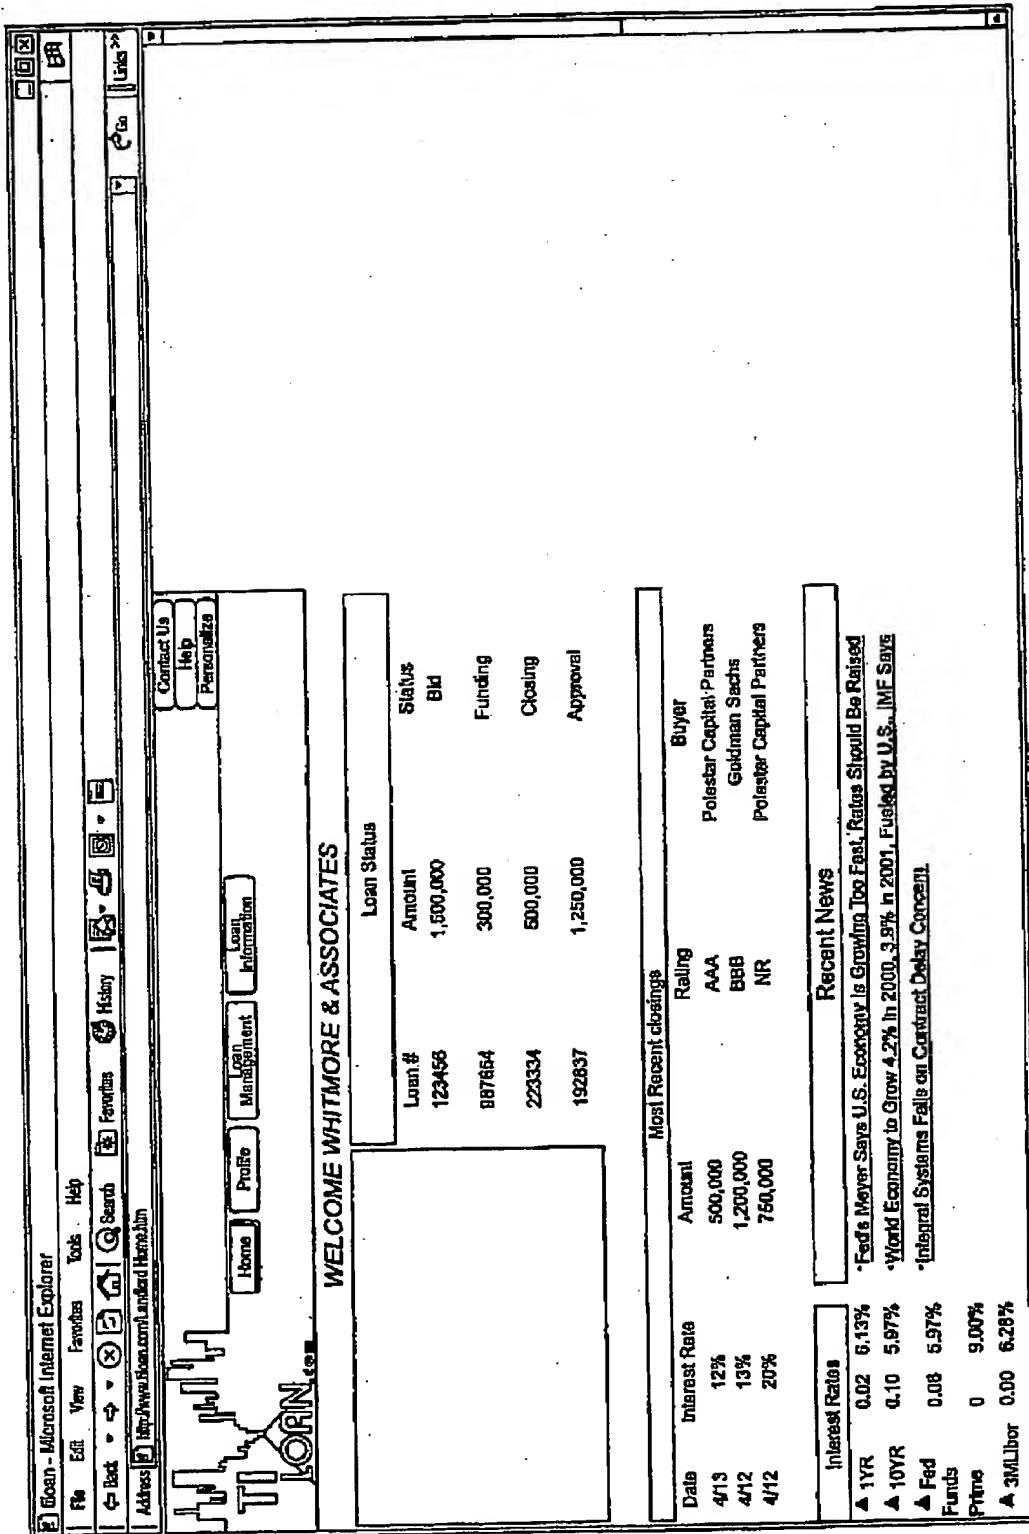 tiloan - Microsoft Internet Explorer
File Edit View Favorites Tools Help
Back Search Favorites History
Address http://www.tiloan.com/Landlord Home.htm Go Links >>
TI LOAN.com
Contact Us
Help
Personalize
Home Profile Loan Management Loan Information
WELCOME WHITMORE & ASSOCIATES
Loan Status
Loan # Amount Status
123456 1,500,000 Bid
987654 300,000 Funding
223334 500,000 Closing
192837 1,250,000 Approval
Most Recent closings
Date Interest Rate Amount Rating Buyer
4/13 12% 500,000 AAA Polestar Capital Partners
4/12 13% 1,200,000 BBB Goldman Sachs
4/12 20% 750,000 NR Polestar Capital Partners
Interest Rates
▲ 1YR 0.02 6.13%
▲ 10YR 0.10 5.97%
▲ Fed Funds 0.08 5.97%
Prime 0 9.00%
▲ 3MLibor 0.00 6.28%
Recent News
•Fed's Meyer Says U.S. Economy Is Growing Too Fast, Rates Should Be Raised
•World Economy to Grow 4.2% In 2000, 3.9% In 2001, Fueled by U.S., IMF Says
•Integral Systems Falls on Contract Delay Concern